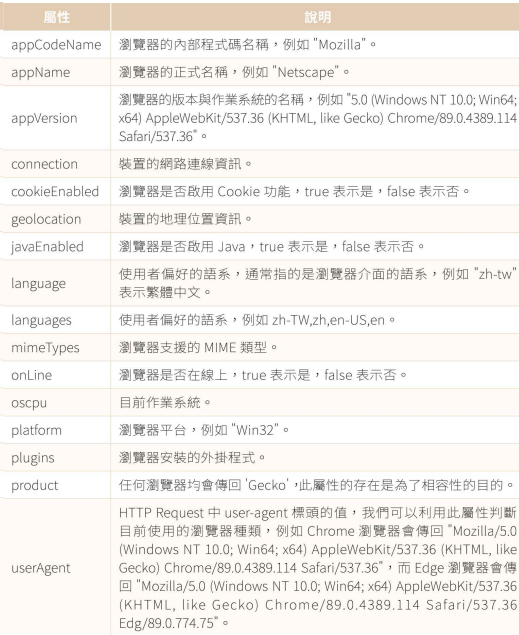 屬性 說明
appCodeName 瀏覽器的內部程式碼名稱，例如 "Mozilla"。
appName 瀏覽器的正式名稱，例如 "Netscape"。
瀏覽器的版本與作業系統的名稱，例如 "5.0 (Windows NT 10.0; Win64;
appVersion x64) AppleWebKit/537.36 (KHTML, like Gecko) Chrome/89.0.4389.114
Safari/537.36"。
connection 裝置的網路連線資訊。
cookieEnabled 瀏覽器是否啟用 Cookie 功能，true 表示是，false 表示否。
geolocation 裝置的地理位置資訊。
javaEnabled 瀏覽器是否啟用 Java，true 表示是，false 表示否。
language 使用者偏好的語系，通常指的是瀏覽器介面的語系，例如 "zh-tw"
表示繁體中文。
languages 使用者偏好的語系，例如 zh-TW,zh,en-US,en。
mimeTypes 瀏覽器支援的 MIME 類型。
onLine 瀏覽器是否在線上，true 表示是，false 表示否。
oscpu 目前作業系統。
platform 瀏覽器平台，例如 "Win32"。
plugins 瀏覽器安裝的外掛程式。
product 任何瀏覽器均會傳回 'Gecko'，此屬性的存在是為了相容性的目的。
HTTP Request 中 user-agent 標頭的值，我們可以利用此屬性判斷
目前使用的瀏覽器種類，例如 Chrome 瀏覽器會傳回 "Mozilla/5.0
(Windows NT 10.0; Win64; x64) AppleWebKit/537.36 (KHTML, like
userAgent Gecko) Chrome/89.0.4389.114 Safari/537.36"，而 Edge 瀏覽器會傳
回 "Mozilla/5.0 (Windows NT 10.0; Win64; x64) AppleWebKit/537.36
(KHTML, like Gecko) Chrome/89.0.4389.114 Safari/537.36
Edg/89.0.774.75"。